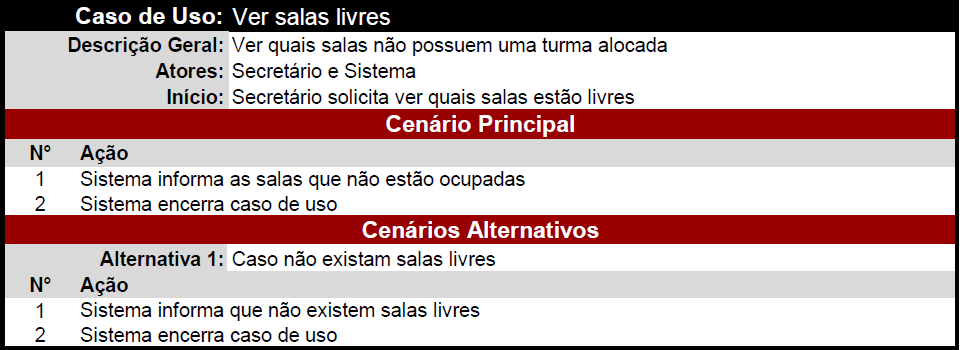 Caso de Uso: Ver salas livres
Descrição Geral: Ver quais salas não possuem uma turma alocada
Atores: Secretário e Sistema
Início: Secretário solicita ver quais salas estão livres
Cenário Principal
Nº Ação
1 Sistema informa as salas que não estão ocupadas
2 Sistema encerra caso de uso
Cenários Alternativos
Alternativa 1: Caso não existam salas livres
Nº Ação
1 Sistema informa que não existem salas livres
2 Sistema encerra caso de uso